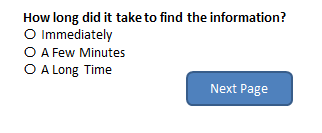 How long did it take to find the information?
O Immediately
O A Few Minutes
O A Long Time
Next Page